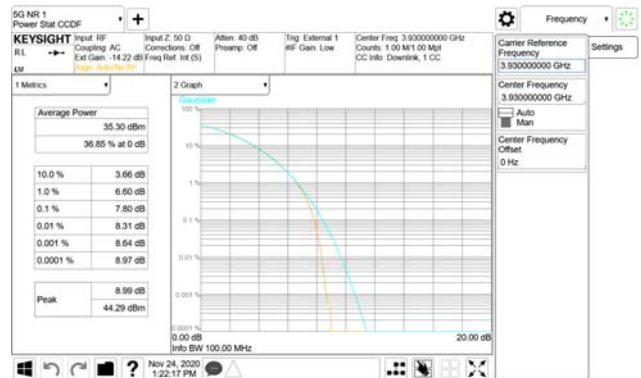 5G NR 1
Power Stat CCDF
Frequency
KEYSIGHT
RL
Input: RF
Coupling: AC
Ext Gain: -14.22 dB
Align: Auto/No RF
Input Z: 50 Ω
Corrections: Off
Freq Ref: Int (S)
Atten: 40 dB
Preamp: Off
Trig: External 1
#IF Gain: Low
Center Freq: 3.930000000 GHz
Counts: 1.00 M/1.00 Mpt
CC Info: Downlink, 1 CC
Carrier Reference
Frequency
3.930000000 GHz
Settings
Center Frequency
3.930000000 GHz
Auto
Man
Center Frequency
Offset
0 Hz
1 Metrics
Average Power
35.30 dBm
36.85 % at 0 dB
10.0 % 3.66 dB
1.0 % 6.60 dB
0.1 % 7.80 dB
0.01 % 8.31 dB
0.001 % 8.64 dB
0.0001 % 8.97 dB
Peak
8.99 dB
44.29 dBm
2 Graph
Gaussian
100 %
10 %
1 %
0.1 %
0.01 %
0.001 %
0.0001 %
0.00 dB
20.00 dB
Info BW 100.00 MHz
Nov 24, 2020
1:22:17 PM